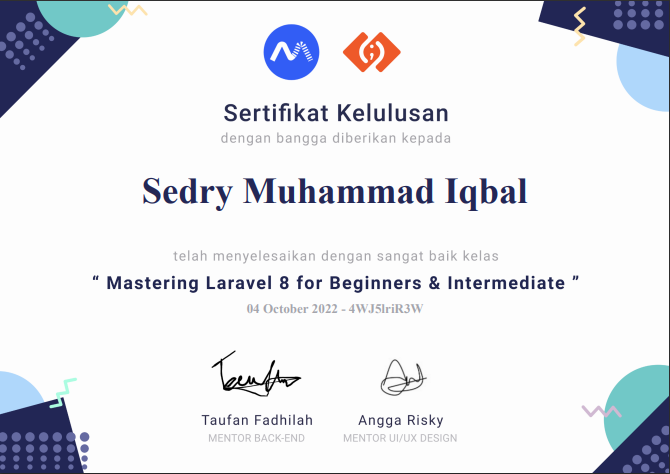 Sertifikat Kelulusan
dengan bangga diberikan kepada
Sedry Muhammad Iqbal
telah menyelesaikan dengan sangat baik kelas
“ Mastering Laravel 8 for Beginners & Intermediate ”
04 October 2022 - 4WJ5lriR3W
Taufan Fadhilah Angga Risky
MENTOR BACK-END MENTOR UI/UX DESIGN